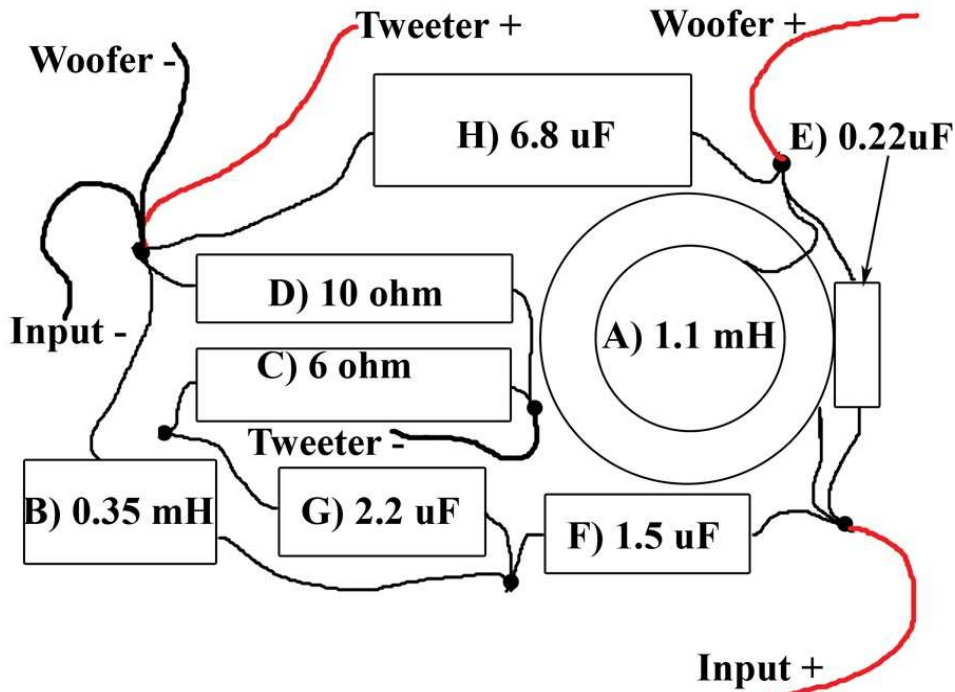 Tweeter +
Woofer +
Woofer -
H) 6.8 uF
E) 0.22uF
D) 10 ohm
Input -
A) 1.1 mH
C) 6 ohm
Tweeter -
B) 0.35 mH
G) 2.2 uF
F) 1.5 uF
Input +